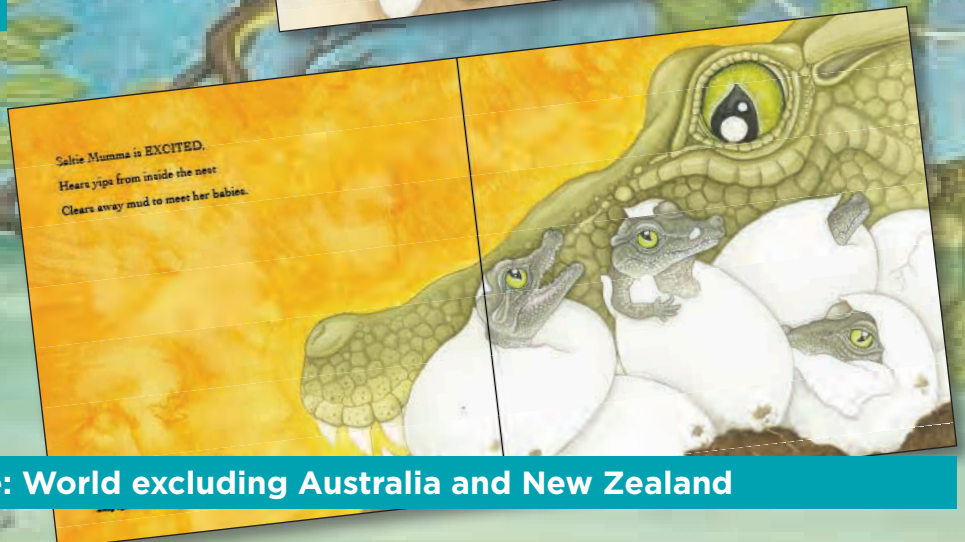 Saltie Mumma is EXCITED,
Hears yips from inside the nest
Clears away mud to meet her babies.
: World excluding Australia and New Zealand